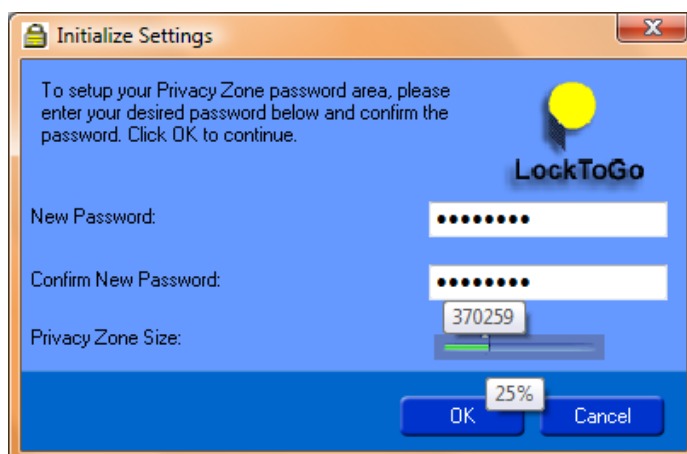 Initialize Settings
To setup your Privacy Zone password area, please
enter your desired password below and confirm the
password. Click OK to continue.
LockToGo
New Password:
••••••••
Confirm New Password:
••••••••
370259
Privacy Zone Size:
25%
OK
Cancel